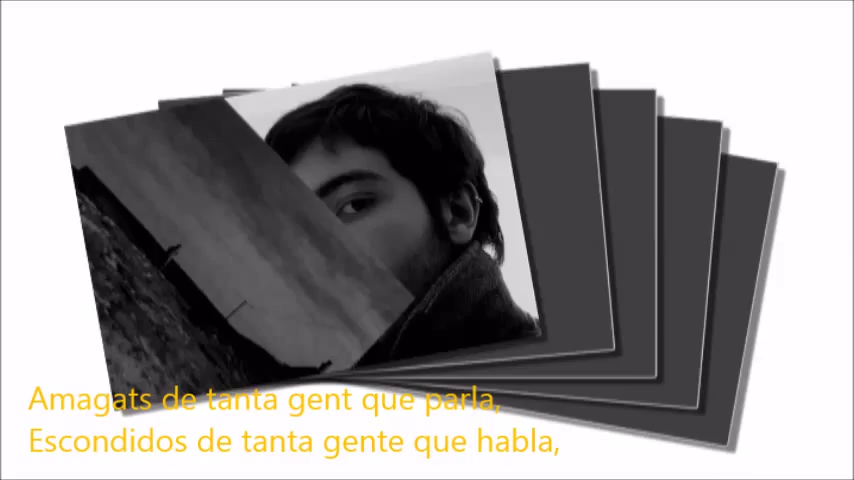 Amagats de tanta gent que parla,
Escondidos de tanta gente que habla,